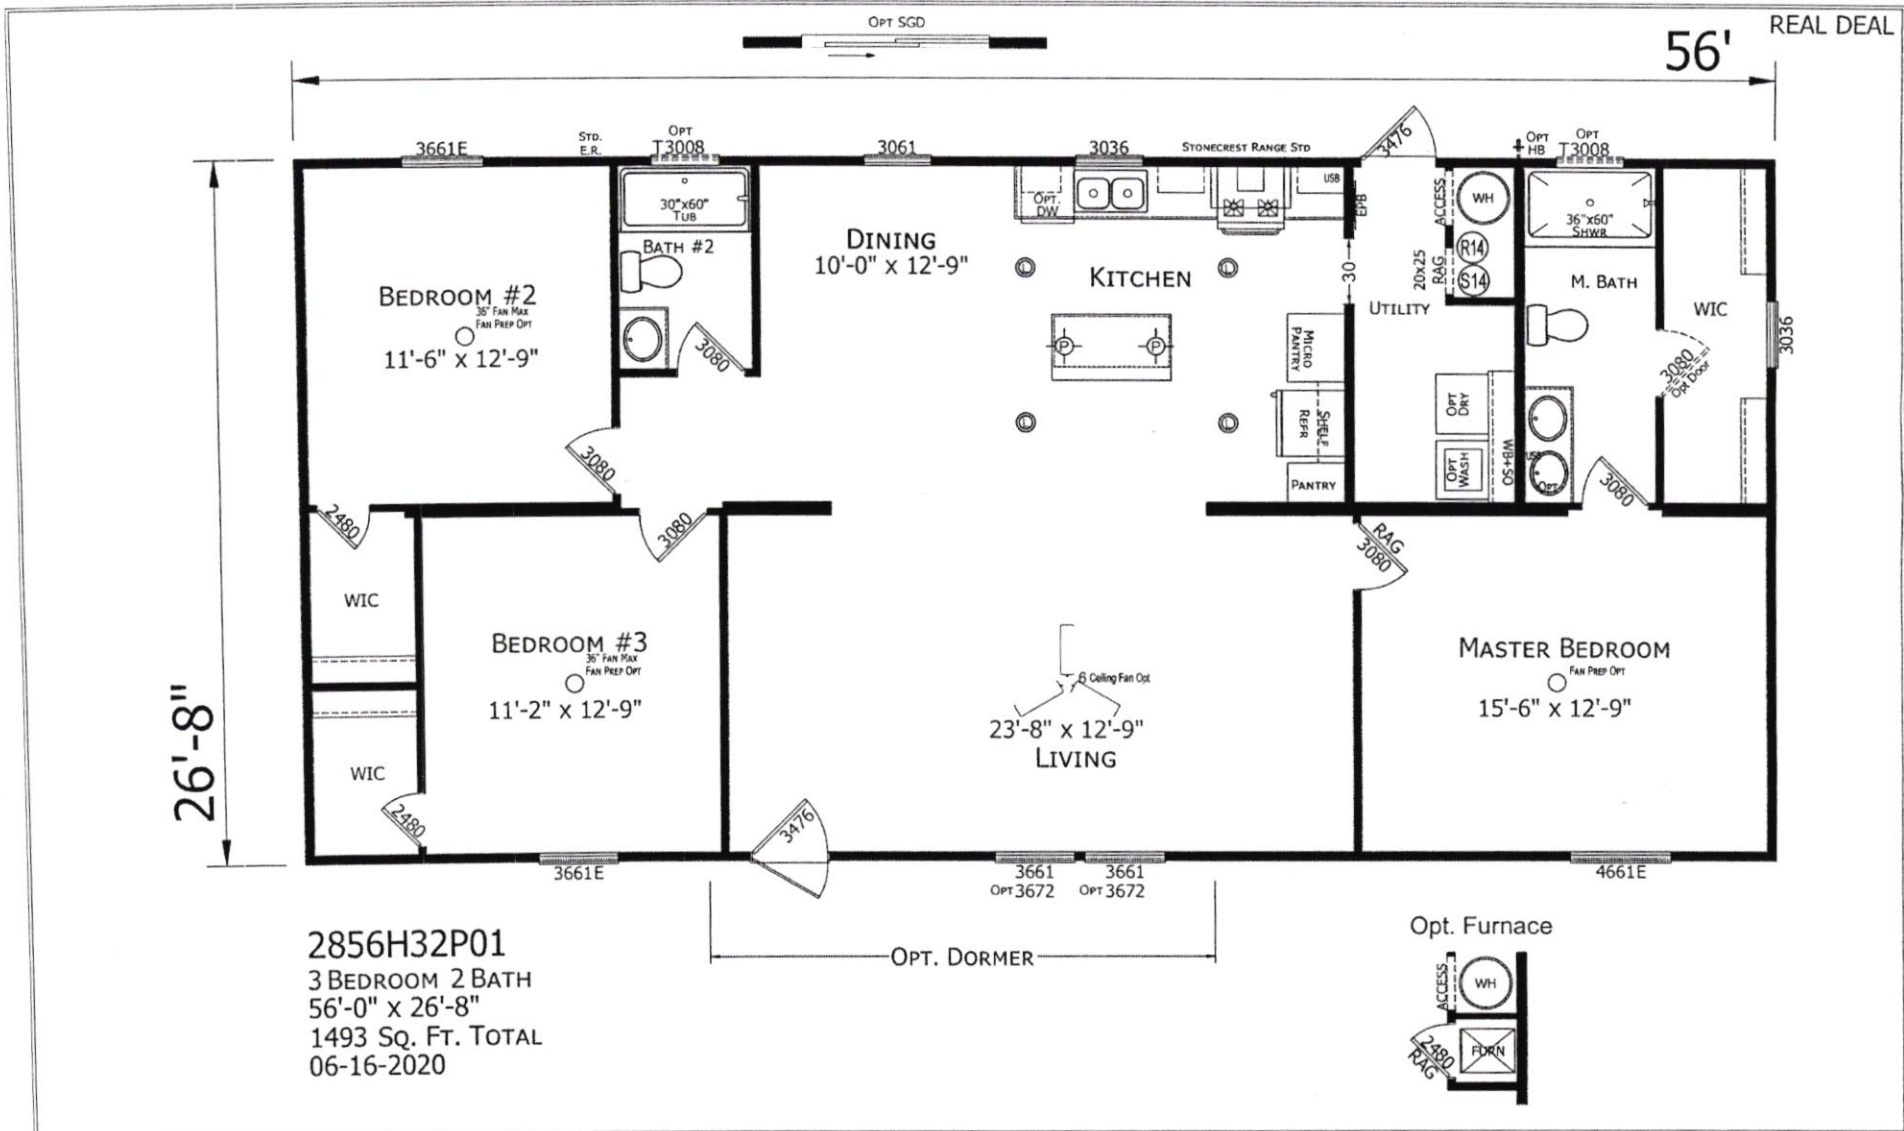 REAL DEAL
OPT SGD
56'
3661E
STD.
E.R.
OPT
T3008
3061
3036
STONECREST RANGE STD
3476
OPT
HB
OPT
T3008
30"x60"
TUB
BATH #2
3080
BEDROOM #2
36" FAN MAX
FAN PREP OPT
11'-6" X 12'-9"
3080
DINING
10'-0" X 12'-9"
OPT.
DW
USB
KITCHEN
MICRO
PANTRY
SHELF
REFR
PANTRY
P
P
EPB
30
UTILITY
ACCESS
WH
20x25
RAG
R14
S14
OPT
DRY
OPT
WASH
WB+SO
36"x60"
SHWR
M. BATH
USB
OPT
3080
WIC
3080
OPT DOOR
3036
26'-8"
2480
WIC
WIC
2480
3080
BEDROOM #3
36" FAN MAX
FAN PREP OPT
11'-2" X 12'-9"
3661E
6 Ceiling Fan Opt
23'-8" X 12'-9"
LIVING
3476
3661
OPT 3672
3661
OPT 3672
RAG
3080
MASTER BEDROOM
FAN PREP OPT
15'-6" X 12'-9"
4661E
OPT. DORMER
2856H32P01
3 BEDROOM 2 BATH
56'-0" X 26'-8"
1493 SQ. FT. TOTAL
06-16-2020
Opt. Furnace
ACCESS
WH
2480
RAG
FURN